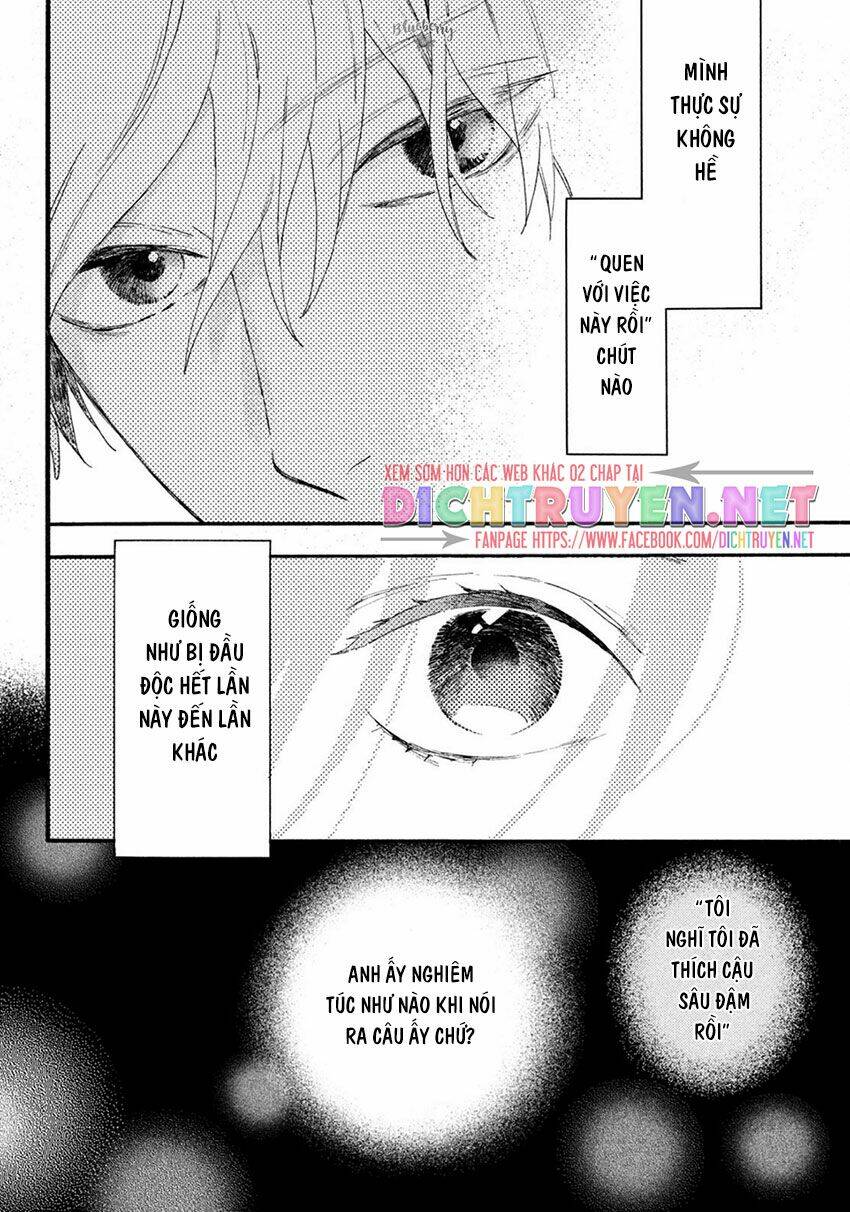 Blueberry
MÌNH
THỰC SỰ
KHÔNG
HỀ
"QUEN
VỚI VIỆC
NÀY RỒI"
CHÚT
NÀO
XEM SỚM HƠN CÁC WEB KHÁC 02 CHAP TẠI
DICHTRUYEN.NET
FANPAGE HTTPS://WWW.FACEBOOK.COM/DICHTRUYEN.NET
GIỐNG
NHƯ BỊ ĐẦU
ĐỘC HẾT LẦN
NÀY ĐẾN LẦN
KHÁC
"TÔI
NGHĨ TÔI ĐÃ
THÍCH CẬU
SÂU ĐẬM
RỒI"
ANH ẤY NGHIÊM
TÚC NHƯ NÀO KHI NÓI
RA CÂU ẤY CHỨ?